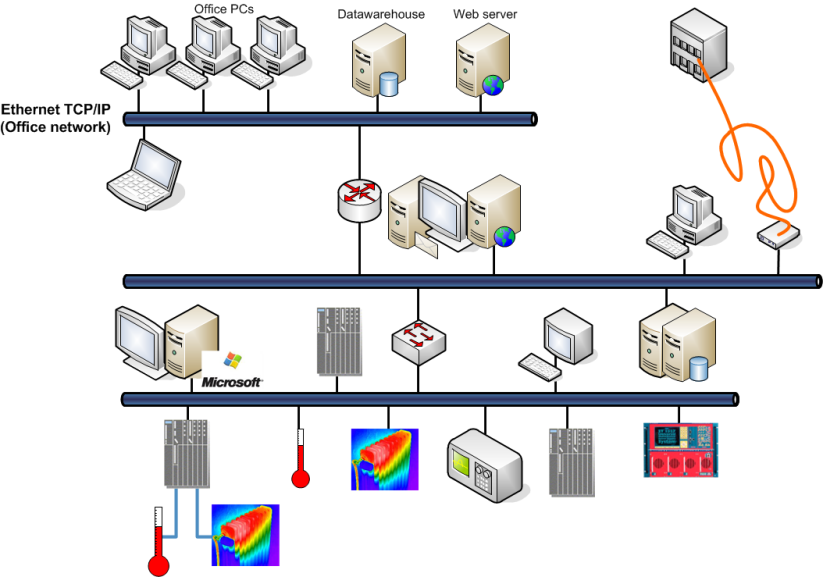 Office PCs
Datawarehouse
Web server
Ethernet TCP/IP
(Office network)
Microsoft